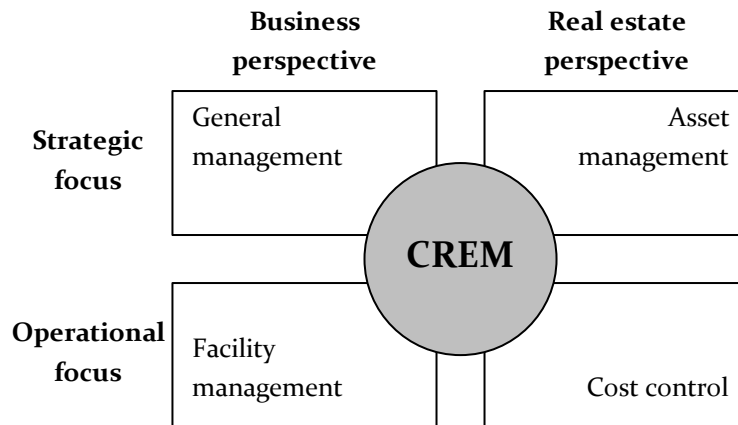 Business
perspective
Real estate
perspective
Strategic
focus
General
management
Asset
management
CREM
Operational
focus
Facility
management
Cost control